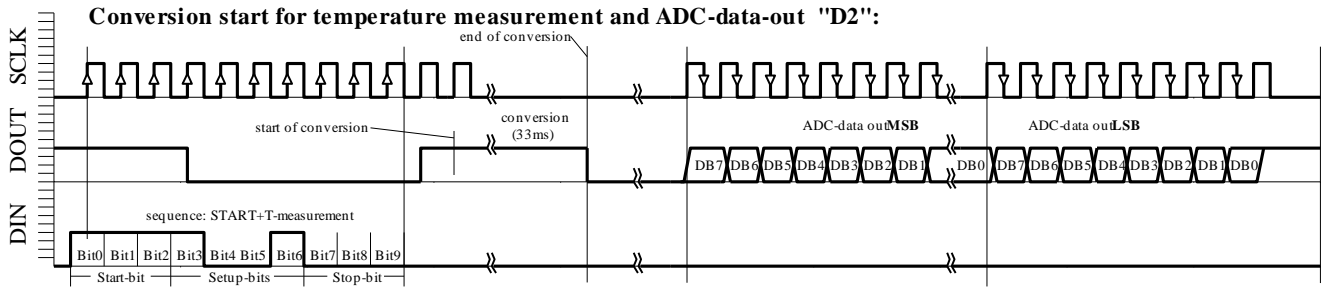 Conversion start for temperature measurement and ADC-data-out "D2":
end of conversion
SCLK
start of conversion
conversion
(33ms)
ADC-data outMSB
ADC-data outLSB
DOUT
DB7 DB6 DB5 DB4 DB3 DB2 DB1 DB0 DB7 DB6 DB5 DB4 DB3 DB2 DB1 DB0
sequence: START+T-measurement
DIN
Bit0 Bit1 Bit2 Bit3 Bit4 Bit5 Bit6 Bit7 Bit8 Bit9
Start-bit Setup-bits Stop-bit